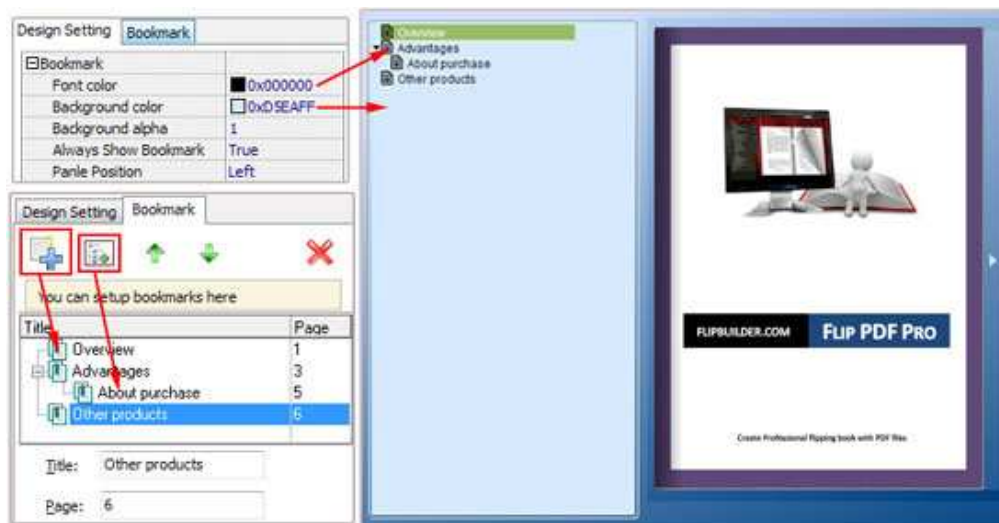 Design Setting Bookmark
Bookmark
Font color 0x000000
Background color 0xD5EAFF
Background alpha 1
Always Show Bookmark True
Panle Position Left
Design Setting Bookmark
You can setup bookmarks here
Title Page
Overview 1
Advantages 3
About purchase 5
Other products 6
Title: Other products
Page: 6
Overview
Advantages
About purchase
Other products
FLIPBUILDER.COM FLIP PDF PRO
Create Professional flipping book with PDF files